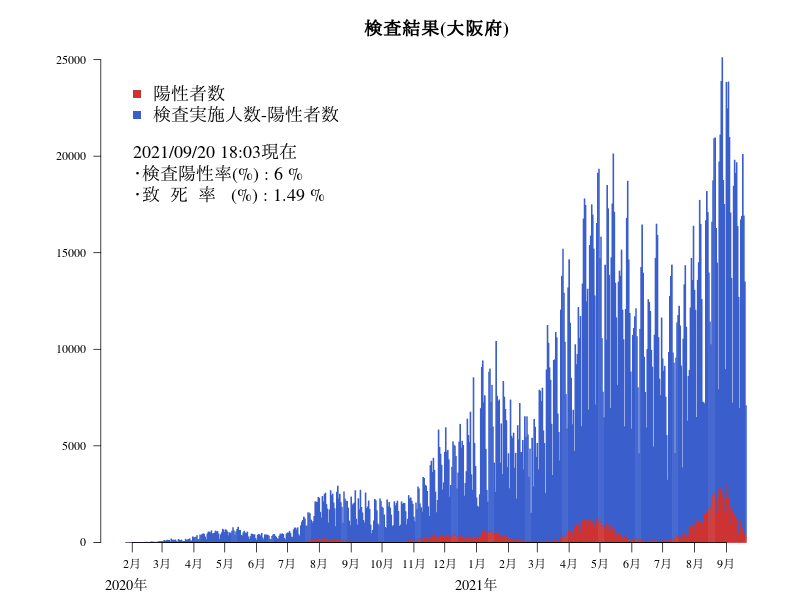 検査結果(大阪府)
25000
20000
15000
10000
5000
0
陽性者数
検査実施人数-陽性者数
2021/09/20 18:03現在
・検査陽性率(%) : 6 %
・致 死 率 (%) : 1.49 %
2月 3月 4月 5月 6月 7月 8月 9月 10月 11月 12月 1月 2月 3月 4月 5月 6月 7月 8月 9月
2020年 2021年